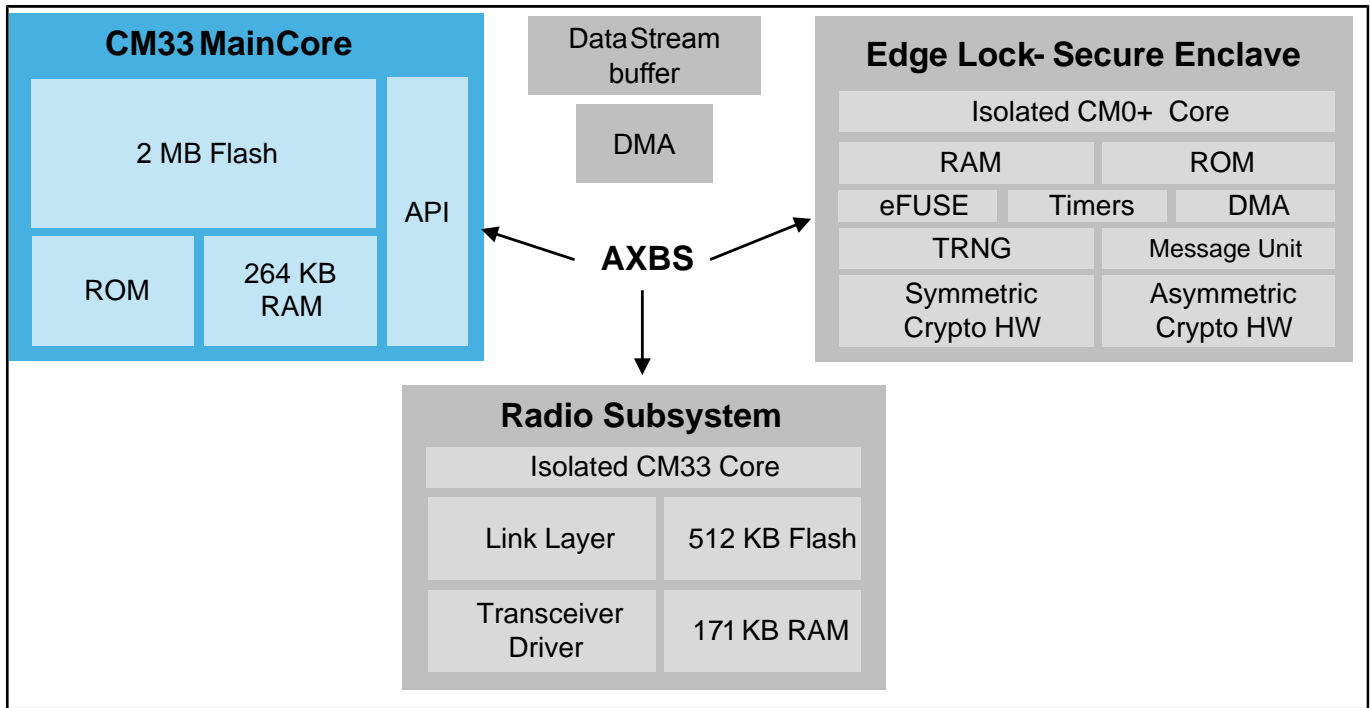 CM33 MainCore
2 MB Flash
API
ROM
264 KB
RAM
Data Stream
buffer
DMA
Edge Lock- Secure Enclave
Isolated CM0+ Core
RAM
ROM
eFUSE
Timers
DMA
TRNG
Message Unit
Symmetric
Crypto HW
Asymmetric
Crypto HW
AXBS
Radio Subsystem
Isolated CM33 Core
Link Layer
512 KB Flash
Transceiver
Driver
171 KB RAM